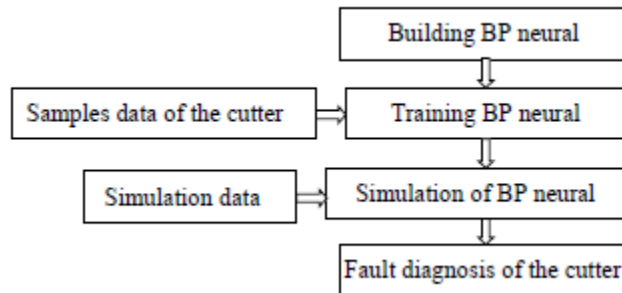 Building BP neural
Samples data of the cutter
Training BP neural
Simulation data
Simulation of BP neural
Fault diagnosis of the cutter